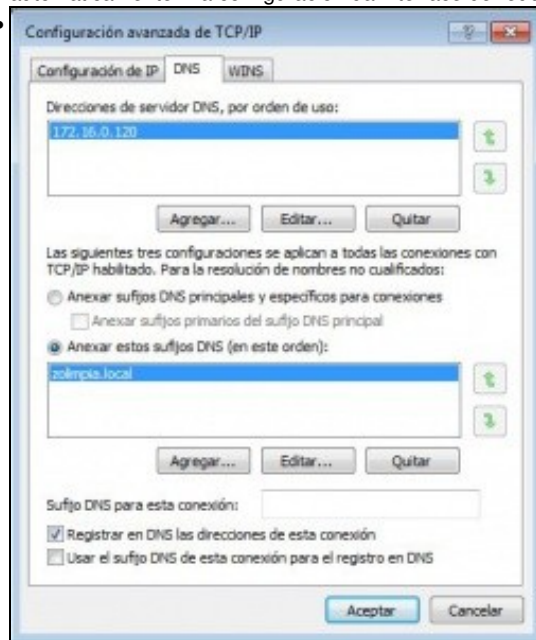 Configuración avanzada de TCP/IP
Configuración de IP DNS WINS
Direcciones de servidor DNS, por orden de uso:
172.16.0.120
Agregar... Editar... Quitar
Las siguientes tres configuraciones se aplican a todas las conexiones con
TCP/IP habilitado. Para la resolución de nombres no cualificados:
Anexar sufijos DNS principales y específicos para conexiones
Anexar sufijos primarios del sufijo DNS principal
Anexar estos sufijos DNS (en este orden):
zolimpia.local
Agregar... Editar... Quitar
Sufijo DNS para esta conexión:
Registrar en DNS las direcciones de esta conexión
Usar el sufijo DNS de esta conexión para el registro en DNS
Aceptar Cancelar